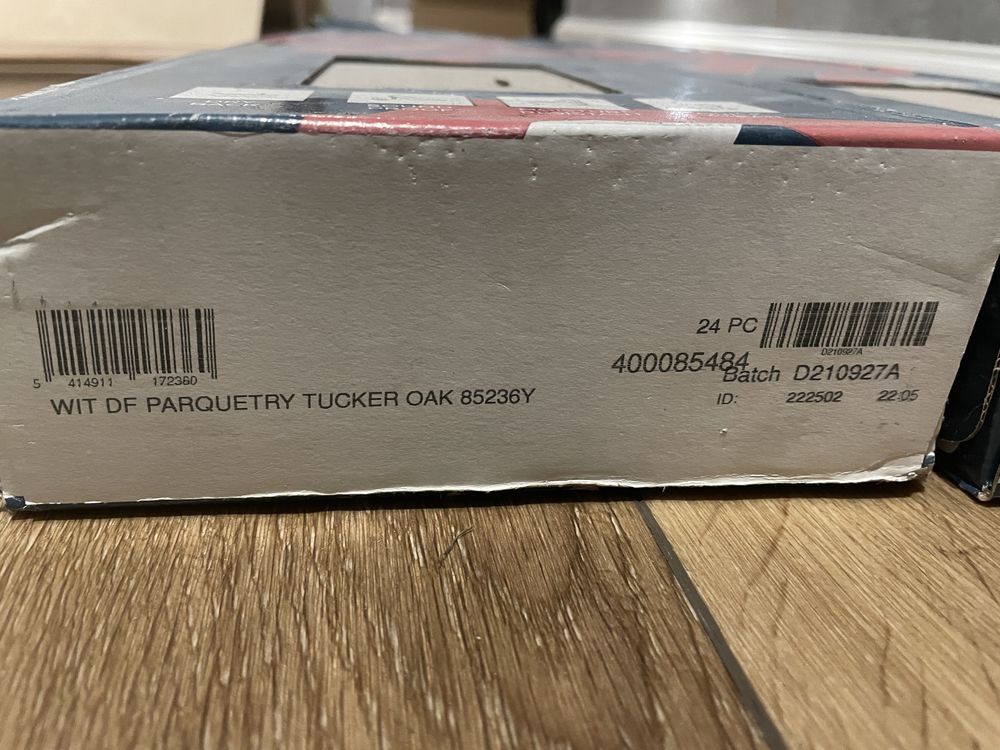 5 414911 172380
WIT DF PARQUETRY TUCKER OAK 85236Y
24 PC
D210927A
400085484
Batch D210927A
ID: 222502 22:05